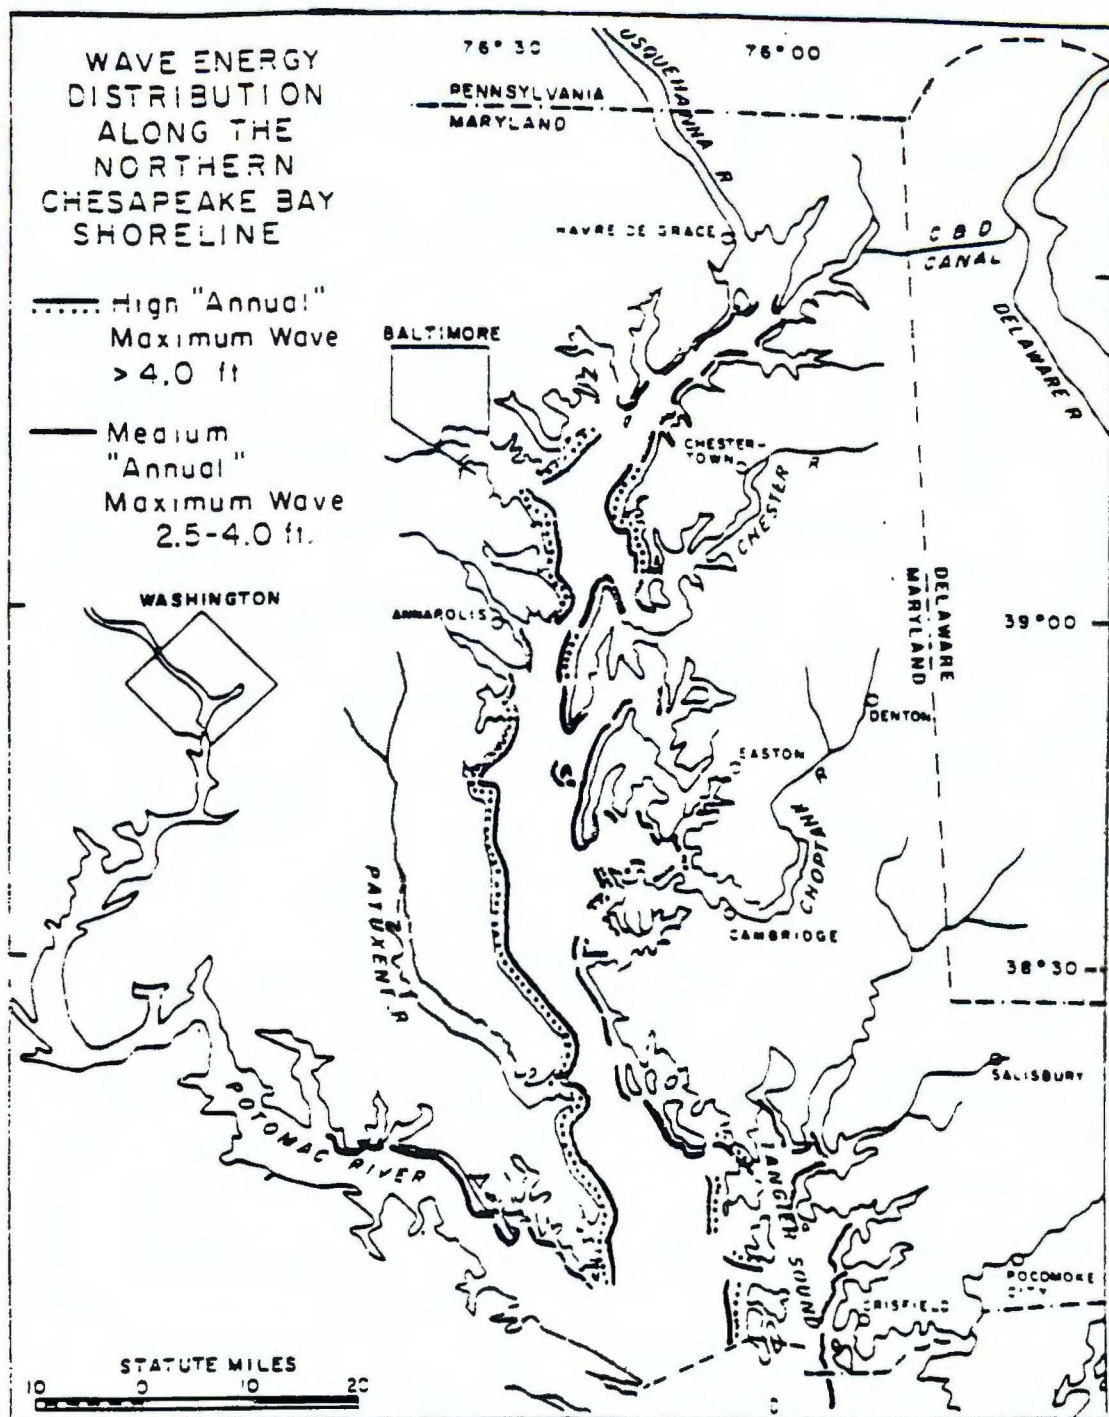 WAVE ENERGY
DISTRIBUTION
ALONG THE
NORTHERN
CHESAPEAKE BAY
SHORELINE
High "Annual"
Maximum Wave
> 4.0 ft
Medium
"Annual"
Maximum Wave
2.5-4.0 ft.
76° 30
76° 00
USQUEHANNA R
PENNSYLVANIA
MARYLAND
HAVRE DE GRACE
C B D
CANAL
DELAWARE R
BALTIMORE
CHESTER-
TOWN
CHESTER R
WASHINGTON
ANNAPOLIS
DELAWARE
MARYLAND
39° 00
DENTON
EASTON
CHOPTANK R
CAMBRIDGE
PATUXENT R
38° 30
SALISBURY
POTOMAC RIVER
TANGIER SOUND
POCOMOKE
CITY
CRISFIELD
STATUTE MILES
10 0 10 20